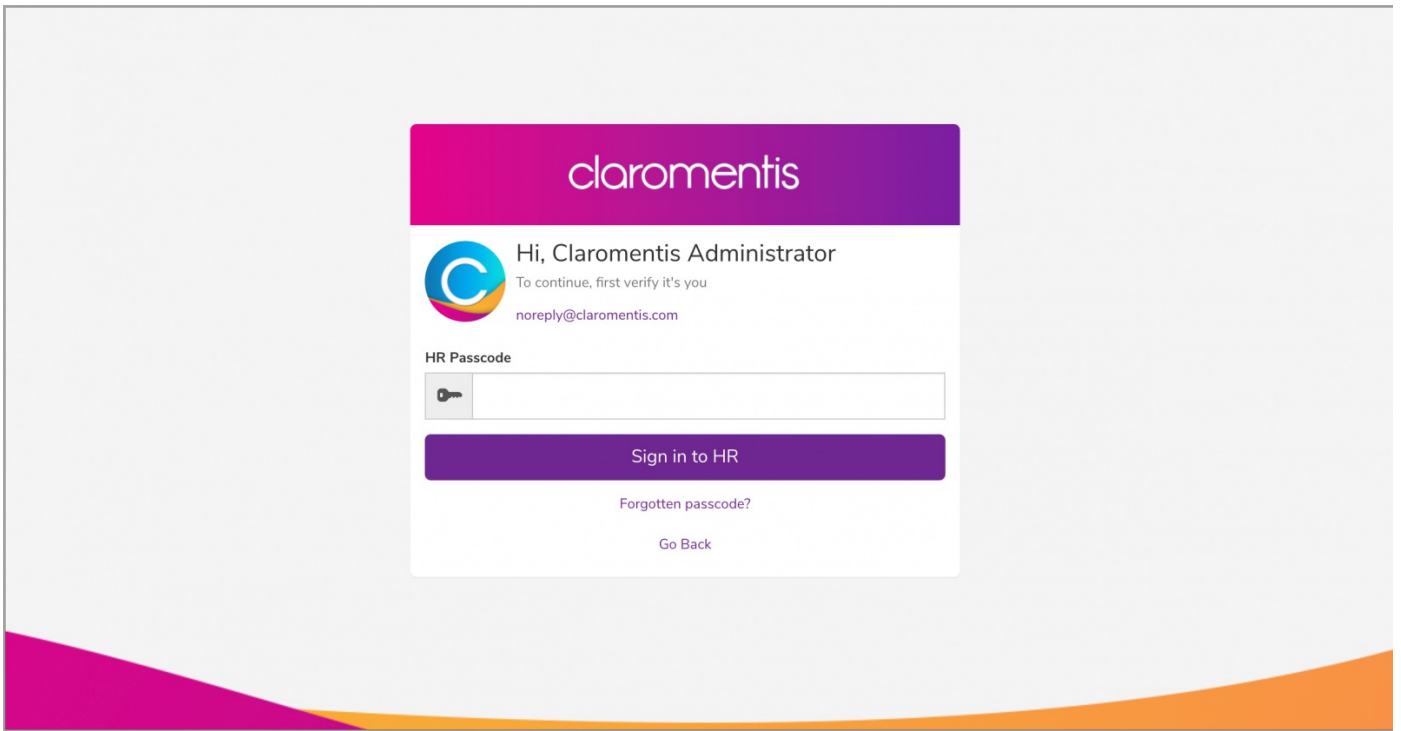 claromentis
Hi, Claromentis Administrator
To continue, first verify it's you
noreply@claromentis.com
HR Passcode
Sign in to HR
Forgotten passcode?
Go Back